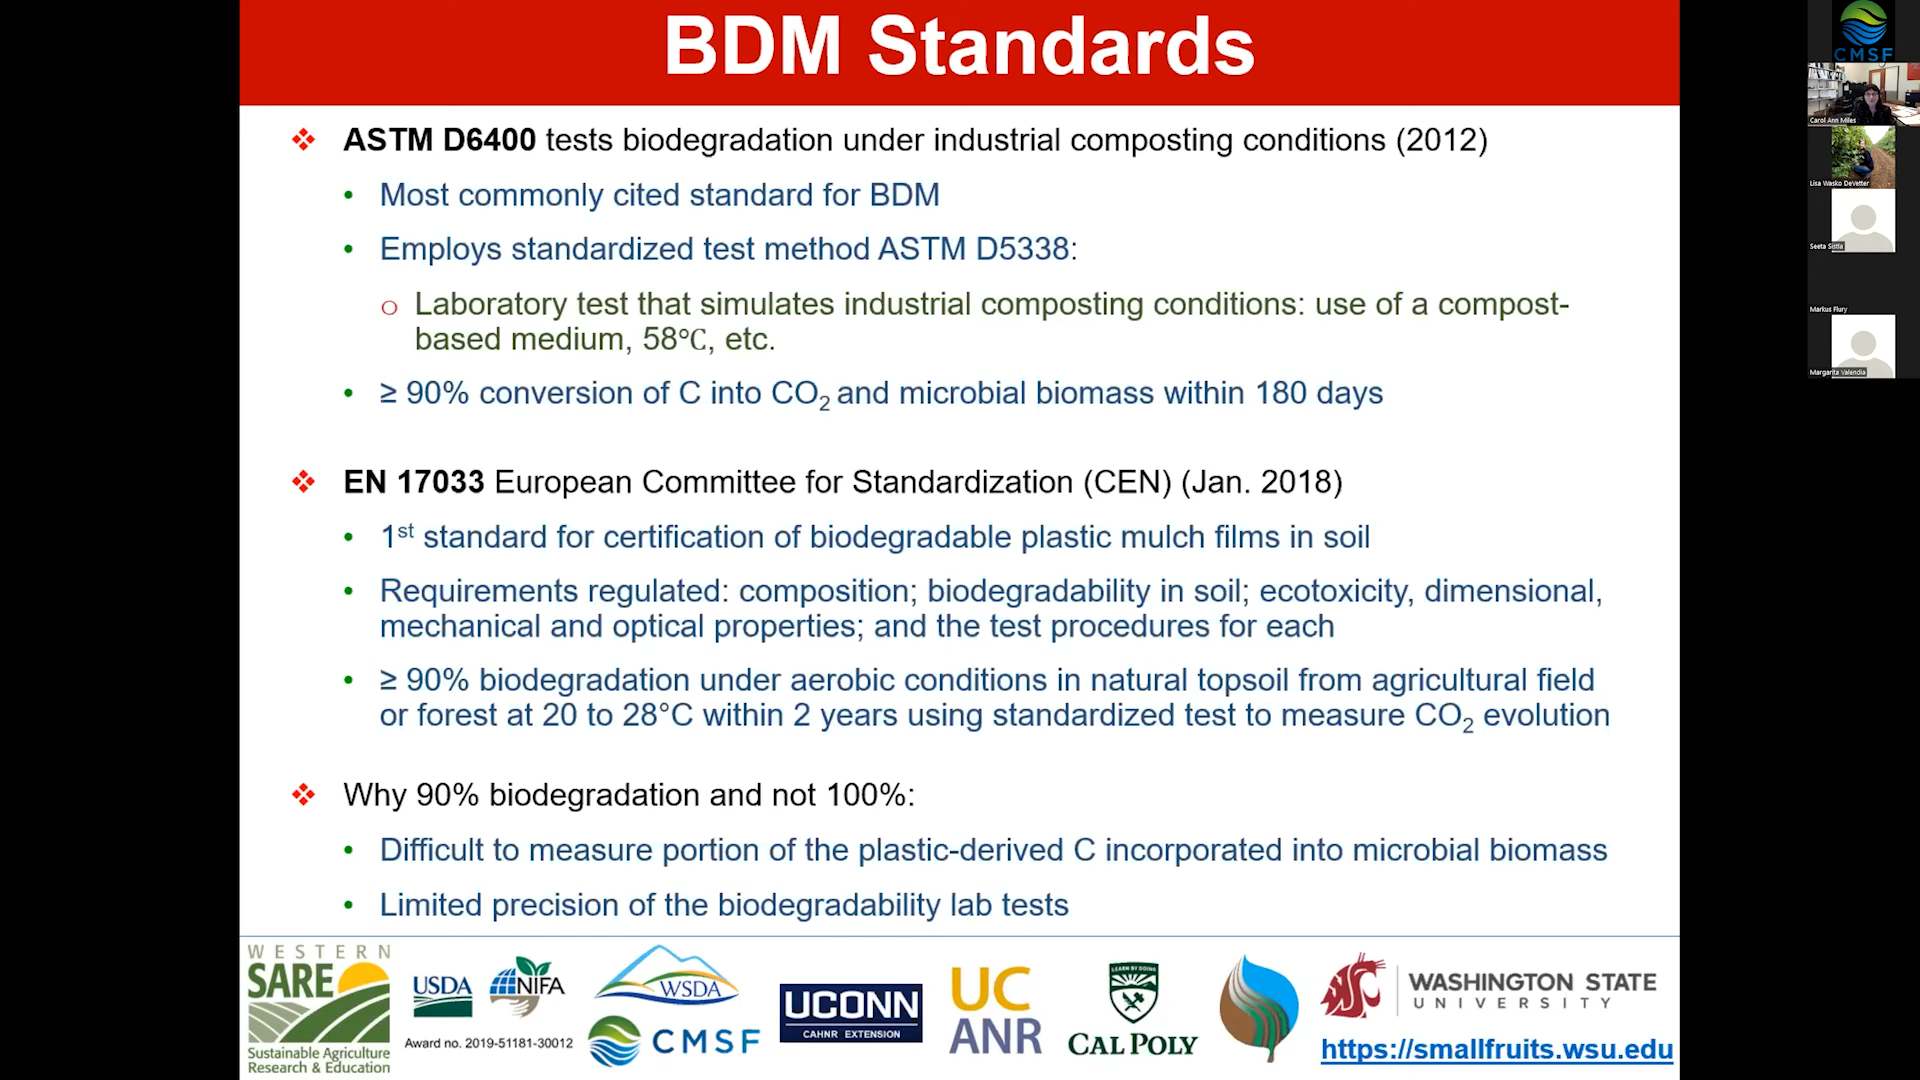 BDM Standards
ASTM D6400 tests biodegradation under industrial composting conditions (2012)
Most commonly cited standard for BDM
Employs standardized test method ASTM D5338:
Laboratory test that simulates industrial composting conditions: use of a compost-
based medium, 58℃, etc.
≥ 90% conversion of C into CO₂ and microbial biomass within 180 days
EN 17033 European Committee for Standardization (CEN) (Jan. 2018)
1st standard for certification of biodegradable plastic mulch films in soil
Requirements regulated: composition; biodegradability in soil; ecotoxicity, dimensional,
mechanical and optical properties; and the test procedures for each
≥ 90% biodegradation under aerobic conditions in natural topsoil from agricultural field
or forest at 20 to 28°C within 2 years using standardized test to measure CO₂ evolution
Why 90% biodegradation and not 100%:
Difficult to measure portion of the plastic-derived C incorporated into microbial biomass
Limited precision of the biodegradability lab tests
WESTERN
SARE
Sustainable Agriculture
Research & Education
USDA
NIFA
Award no. 2019-51181-30012
WSDA
CMSF
UCONN
CAHNR EXTENSION
UC
ANR
LEARN BY DOING
CAL POLY
WASHINGTON STATE
UNIVERSITY
https://smallfruits.wsu.edu
CMSF
Carol Ann Miles
Lisa Wasko DeVetter
Seeta Sistla
Markus Flury
Margarita Valendia